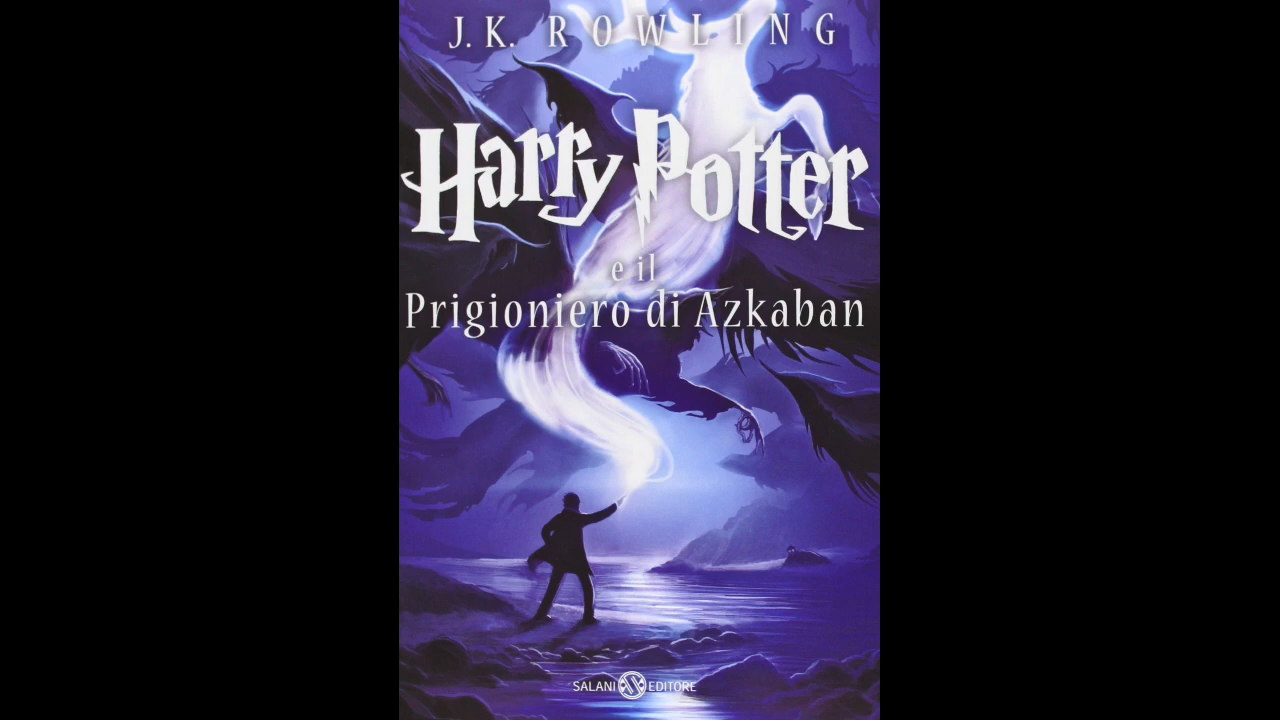 J. K. ROWLING
Harry Potter
e il
Prigioniero di Azkaban
SALANI EDITORE